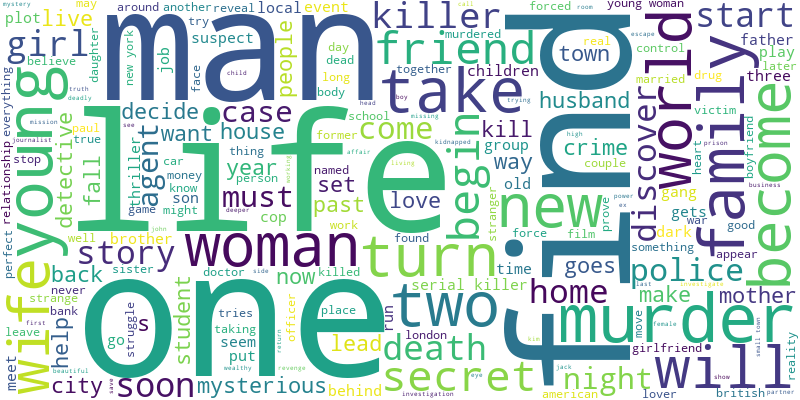 mystery
may
around
another
reveal
event
local
killer
try
call
forced
room
young woman
start
plot
live
girl
believe
daughter
new york
job
suspect
people
murdered
day
dead
face
long
child
body
truth
deadly
friend
together
children
trying
real
escape
control
town
play
father
later
married
drug
three
man
life
one
find
take
world
family
become
discover
young
everything
mission
journalist
stop
relationship
detective
paul
true
see
thriller
agent
decide
want
case
house
school
boy
head
former
missing
come
kill
husband
high
crime
group
couple
victim
heart
prison
boyfriend
business
fall
car
money
know
son
might
game
year
thing
person
working
affair
kidnapped
living
must
set
named
past
love
begin
way
old
stranger
new
gang
prove
power
ex
war
gets
good
dark
something
appear
cop
deeper
work
found
force
film
well
brother
john
story
woman
turn
time
goes
police
perfect
wife
back
sister
doctor
side
killed
now
two
serial killer
home
make
mother
strange
never
bank
student
tries
place
run
london
murder
move
last
female
investigate
leave
first
help
s
struggle
go
taking
seem
put
officer
return
lead
death
him
girlfriend
small town
will
reality
meet
beautiful
city
save
soon
mysterious
wealthy
revenge
behind
investigation
secret
eye
american
jack
night
lover
show
british
partner